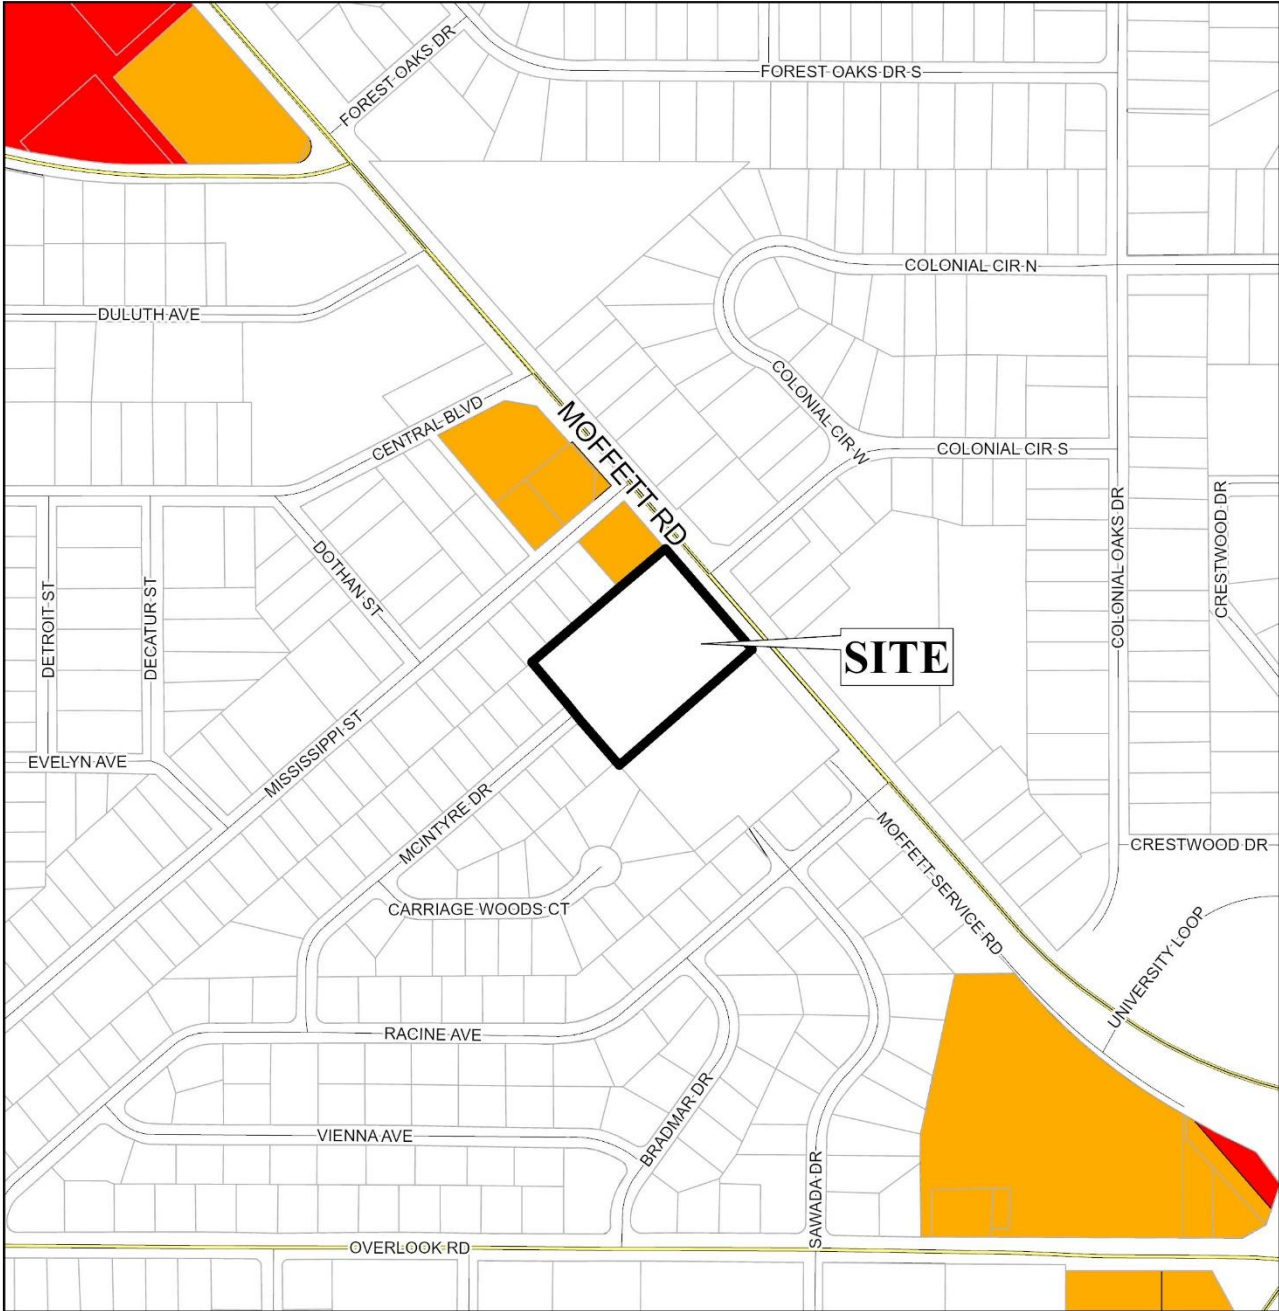 FOREST OAKS DR
FOREST OAKS DR S
COLONIAL CIR N
DULUTH AVE
COLONIAL CIR W
CENTRAL BLVD
MOFFETT RD
COLONIAL CIR S
COLONIAL OAKS DR
CRESTWOOD DR
DOTHAN ST
DETROIT ST
DECATUR ST
SITE
MISSISSIPPI ST
EVELYN AVE
MCINTYRE DR
MOFFETT SERVICE RD
CRESTWOOD DR
CARRIAGE WOODS CT
UNIVERSITY LOOP
RACINE AVE
BRADMAR DR
VIENNA AVE
SAWADA DR
OVERLOOK RD